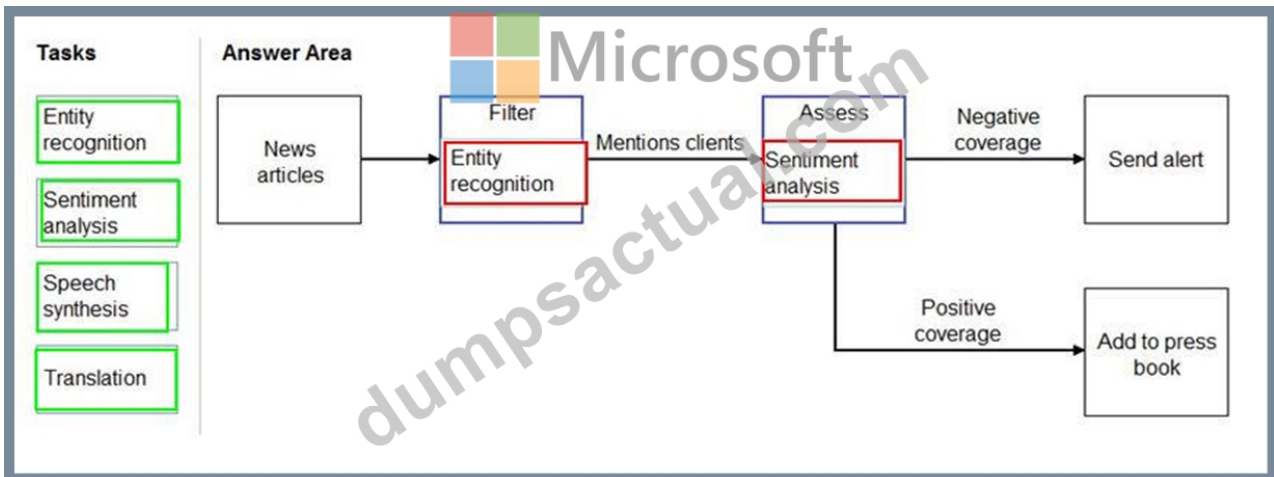 Microsoft
Tasks
Entity
recognition
Sentiment
analysis
Speech
synthesis
Translation
Answer Area
News
articles
Filter
Entity
recognition
Mentions clients
Assess
Sentiment
analysis
Negative
coverage
Send alert
Positive
coverage
Add to press
book
dumpsactual.com